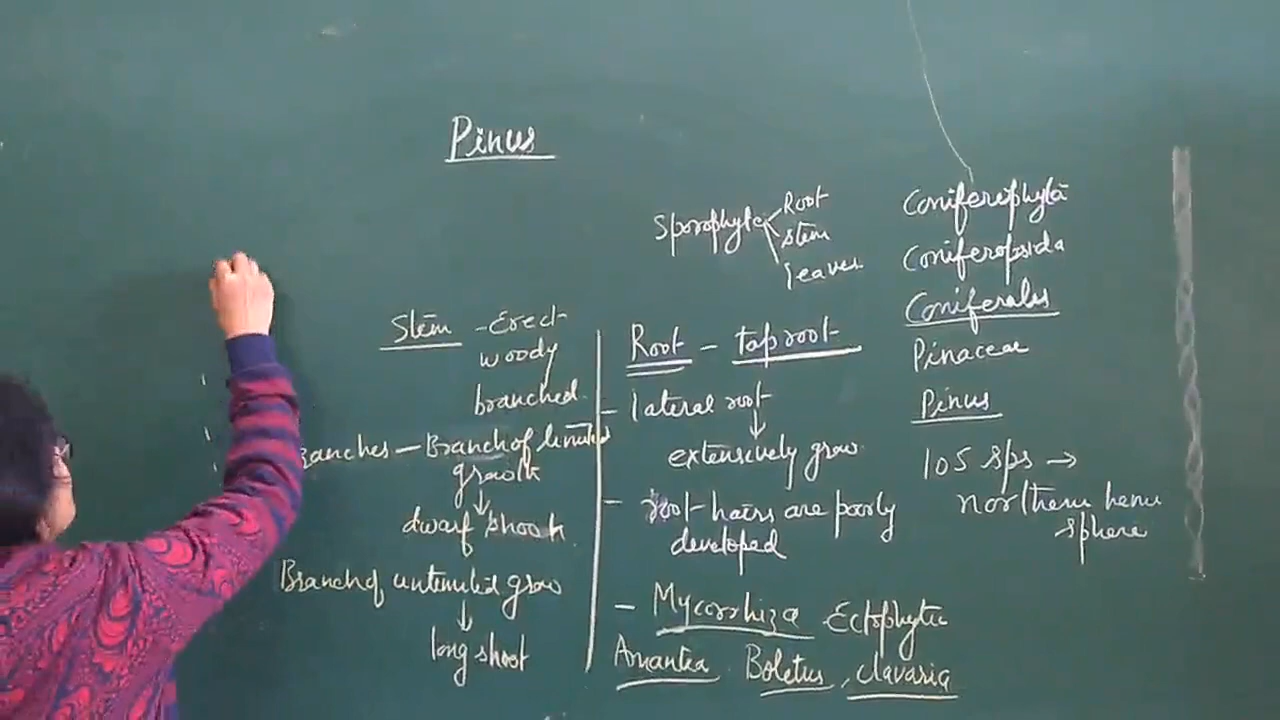 Pinus
Sporophyte
Root
stem
leaves
Coniferophyta
Coniferopsida
Coniferales
Pinaceae
Pinus
105 sps →
northern hemi
sphere
Stem - Erect
woody
branched
Branches — Branch of limited
growth
↓
dwarf shoot
Branch of unlimited grow
↓
long shoot
Root - tap root
- lateral root
↓
extensively grow
- root-hairs are poorly
developed
- Mycorrhiza Ectophytic
Amanita Boletus, Clavaria